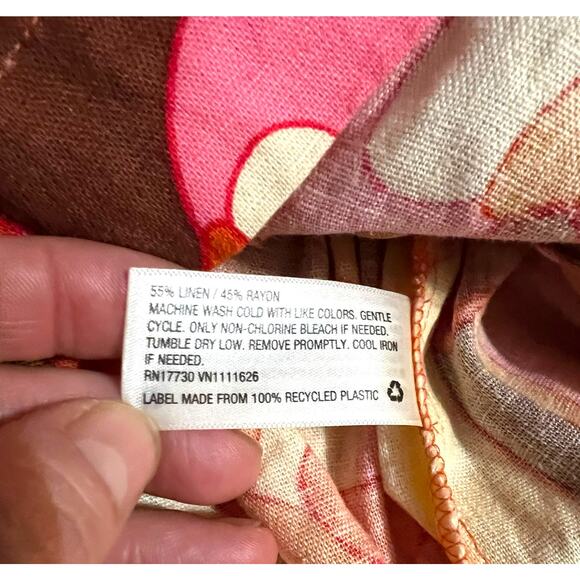 55% LINEN / 45% RAYON
MACHINE WASH COLD WITH LIKE COLORS. GENTLE
CYCLE. ONLY NON-CHLORINE BLEACH IF NEEDED.
TUMBLE DRY LOW. REMOVE PROMPTLY. COOL IRON
IF NEEDED.
RN17730 VN1111626
LABEL MADE FROM 100% RECYCLED PLASTIC